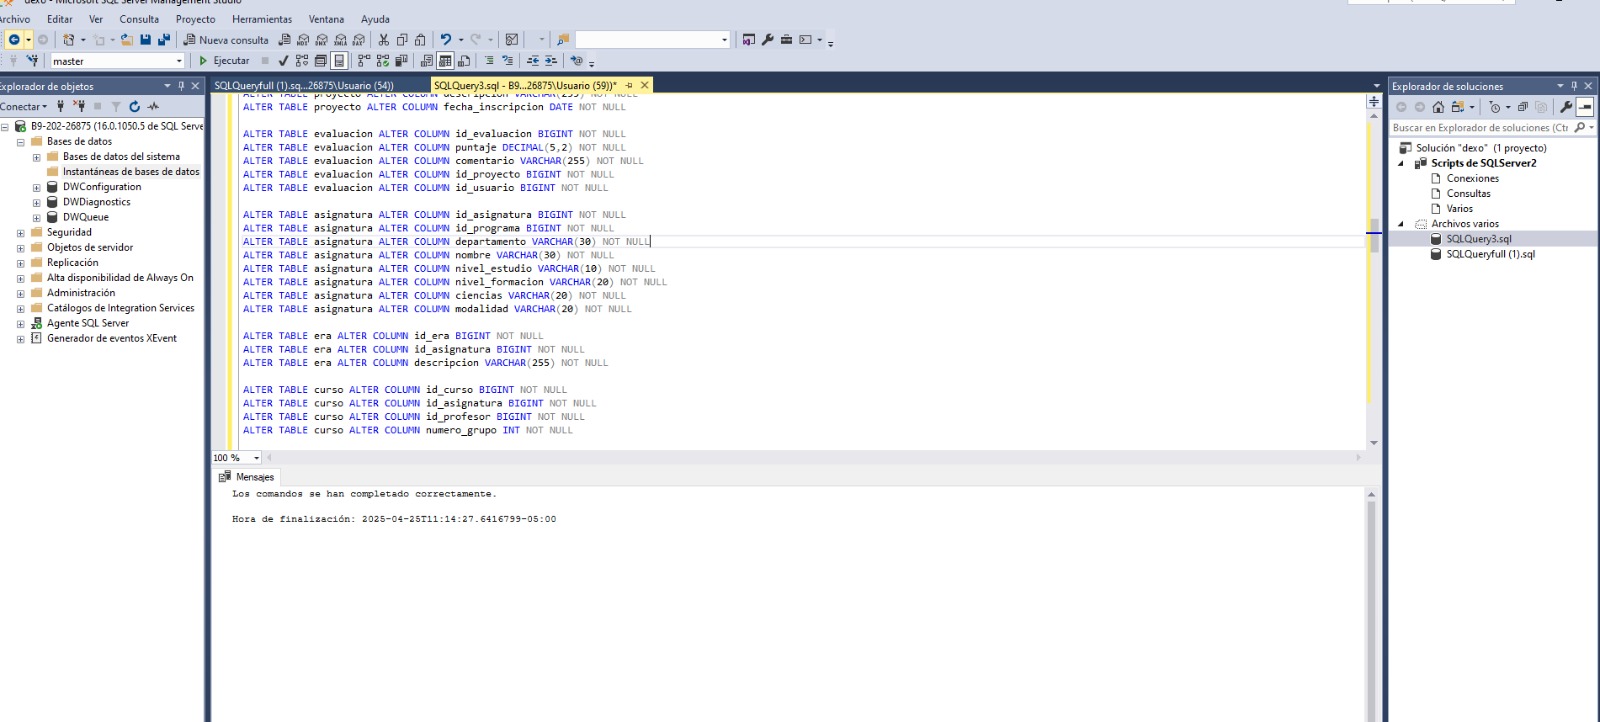 dexo - Microsoft SQL Server Management Studio
Archivo Editar Ver Consulta Proyecto Herramientas Ventana Ayuda
Nueva consulta
master
Ejecutar
Explorador de objetos
Conectar
B9-202-26875 (16.0.1050.5 de SQL Serve
Bases de datos
Bases de datos del sistema
Instantáneas de bases de datos
DWConfiguration
DWDiagnostics
DWQueue
Seguridad
Objetos de servidor
Replicación
Alta disponibilidad de Always On
Administración
Catálogos de Integration Services
Agente SQL Server
Generador de eventos XEvent
SQLQueryfull (1).sq...26875\Usuario (54))
SQLQuery3.sql - B9...26875\Usuario (59))*
ALTER TABLE proyecto ALTER COLUMN descripcion VARCHAR(255) NOT NULL
ALTER TABLE proyecto ALTER COLUMN fecha_inscripcion DATE NOT NULL
ALTER TABLE evaluacion ALTER COLUMN id_evaluacion BIGINT NOT NULL
ALTER TABLE evaluacion ALTER COLUMN puntaje DECIMAL(5,2) NOT NULL
ALTER TABLE evaluacion ALTER COLUMN comentario VARCHAR(255) NOT NULL
ALTER TABLE evaluacion ALTER COLUMN id_proyecto BIGINT NOT NULL
ALTER TABLE evaluacion ALTER COLUMN id_usuario BIGINT NOT NULL
ALTER TABLE asignatura ALTER COLUMN id_asignatura BIGINT NOT NULL
ALTER TABLE asignatura ALTER COLUMN id_programa BIGINT NOT NULL
ALTER TABLE asignatura ALTER COLUMN departamento VARCHAR(30) NOT NULL
ALTER TABLE asignatura ALTER COLUMN nombre VARCHAR(30) NOT NULL
ALTER TABLE asignatura ALTER COLUMN nivel_estudio VARCHAR(10) NOT NULL
ALTER TABLE asignatura ALTER COLUMN nivel_formacion VARCHAR(20) NOT NULL
ALTER TABLE asignatura ALTER COLUMN ciencias VARCHAR(20) NOT NULL
ALTER TABLE asignatura ALTER COLUMN modalidad VARCHAR(20) NOT NULL
ALTER TABLE era ALTER COLUMN id_era BIGINT NOT NULL
ALTER TABLE era ALTER COLUMN id_asignatura BIGINT NOT NULL
ALTER TABLE era ALTER COLUMN descripcion VARCHAR(255) NOT NULL
ALTER TABLE curso ALTER COLUMN id_curso BIGINT NOT NULL
ALTER TABLE curso ALTER COLUMN id_asignatura BIGINT NOT NULL
ALTER TABLE curso ALTER COLUMN id_profesor BIGINT NOT NULL
ALTER TABLE curso ALTER COLUMN numero_grupo INT NOT NULL
100 %
Mensajes
Los comandos se han completado correctamente.
Hora de finalización: 2025-04-25T11:14:27.6416799-05:00
Explorador de soluciones
Buscar en Explorador de soluciones (Ctr
Solución "dexo" (1 proyecto)
Scripts de SQLServer2
Conexiones
Consultas
Varios
Archivos varios
SQLQuery3.sql
SQLQueryfull (1).sql